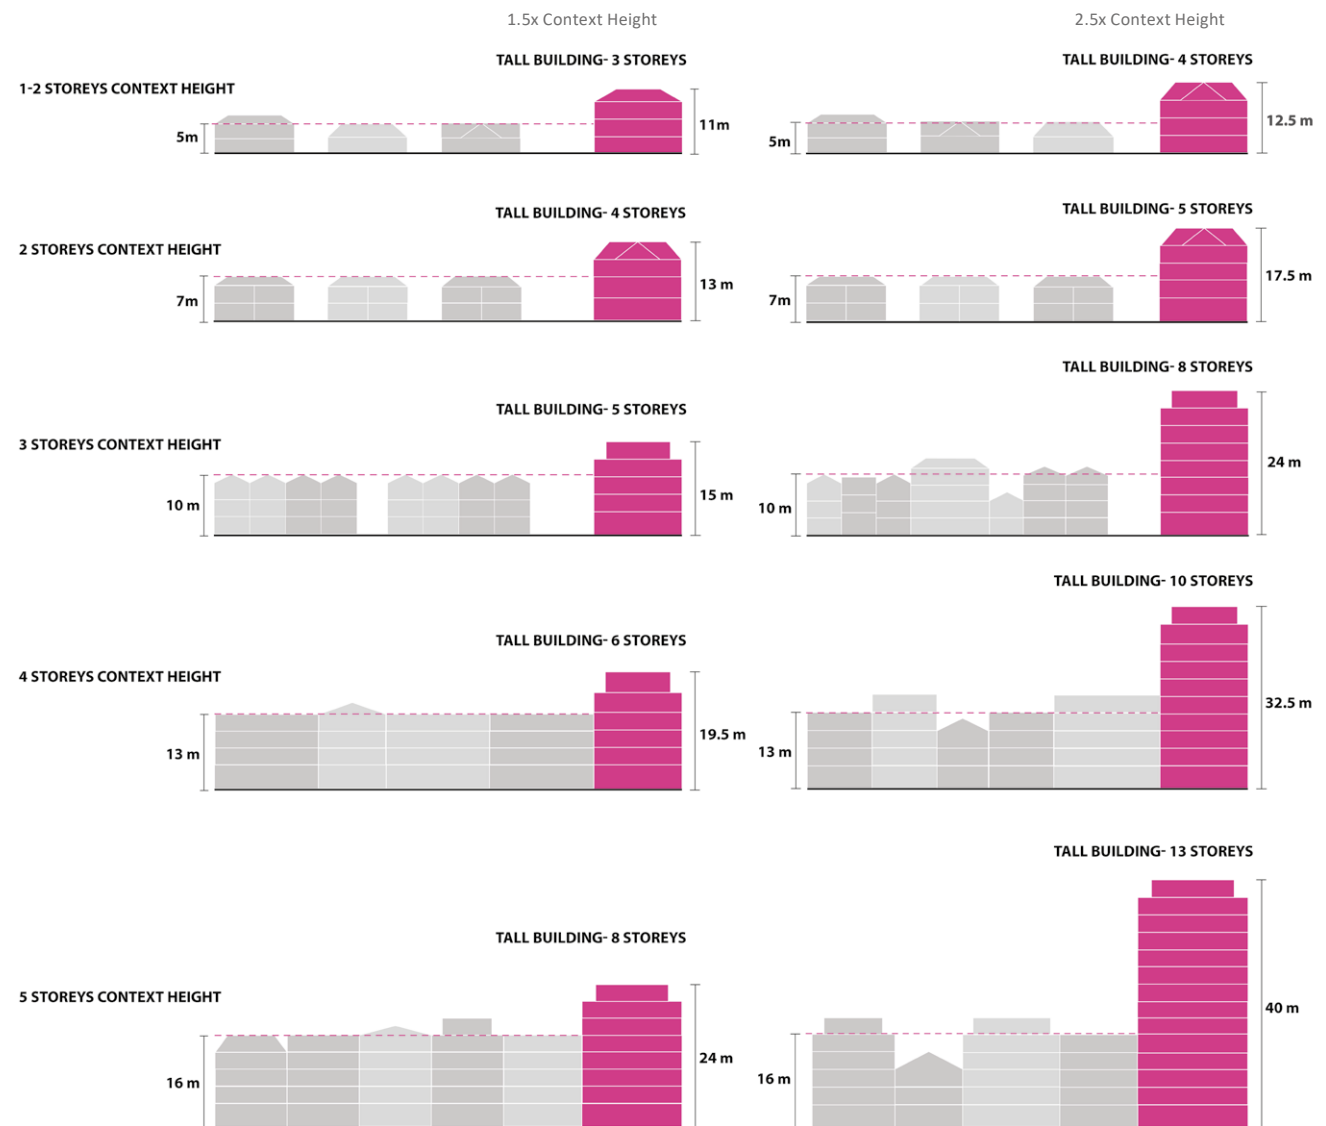 1.5x Context Height
2.5x Context Height
TALL BUILDING- 3 STOREYS
TALL BUILDING- 4 STOREYS
1-2 STOREYS CONTEXT HEIGHT
5m
11m
5m
12.5 m
TALL BUILDING- 4 STOREYS
TALL BUILDING- 5 STOREYS
2 STOREYS CONTEXT HEIGHT
7m
13 m
7m
17.5 m
TALL BUILDING- 8 STOREYS
TALL BUILDING- 5 STOREYS
3 STOREYS CONTEXT HEIGHT
10 m
15 m
10 m
24 m
TALL BUILDING- 10 STOREYS
TALL BUILDING- 6 STOREYS
4 STOREYS CONTEXT HEIGHT
13 m
19.5 m
13 m
32.5 m
TALL BUILDING- 13 STOREYS
TALL BUILDING- 8 STOREYS
5 STOREYS CONTEXT HEIGHT
16 m
24 m
16 m
40 m